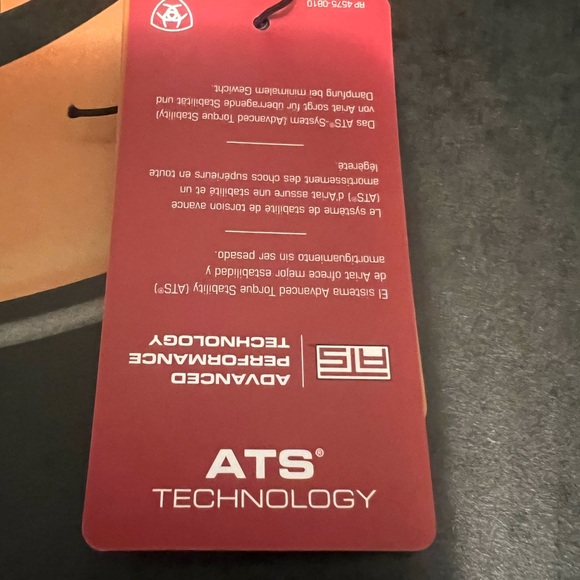 ATS®
TECHNOLOGY
ATS
ADVANCED
PERFORMANCE
TECHNOLOGY
El sistema Advanced Torque Stability (ATS®)
de Ariat ofrece mejor estabilidad y
amortiguamiento sin ser pesado.
Le système de stabilité de torsion avancé
(ATS®) d'Ariat assure une stabilité et un
amortissement des chocs supérieurs en toute
légèreté.
Das ATS®-System (Advanced Torque Stability)
von Ariat sorgt für überragende Stabilität und
Dämpfung bei minimalem Gewicht.
RP 4575-0810